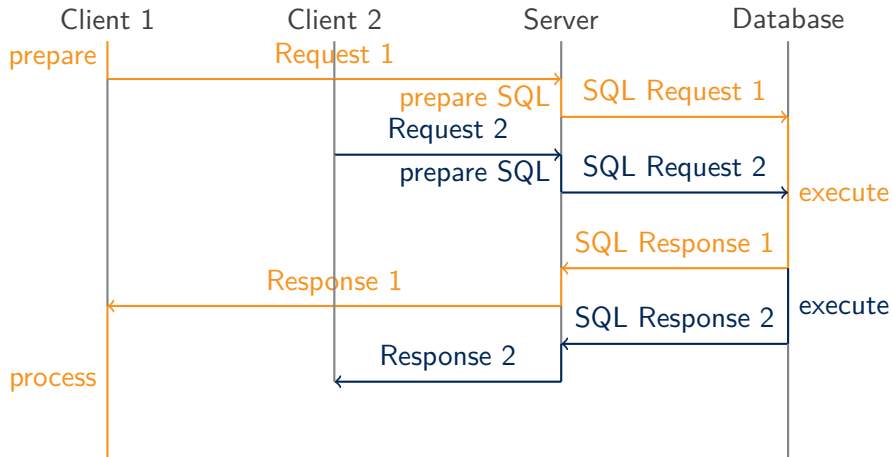 Client 1
Client 2
Server
Database
prepare
Request 1
prepare SQL
SQL Request 1
Request 2
prepare SQL
SQL Request 2
execute
SQL Response 1
Response 1
execute
SQL Response 2
Response 2
process